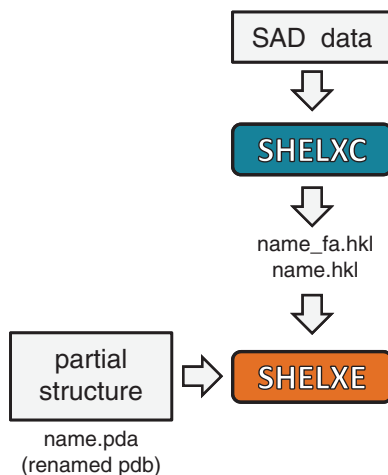 SAD data
SHELXC
name_fa.hkl
name.hkl
partial
structure
SHELXE
name.pda
(renamed pdb)